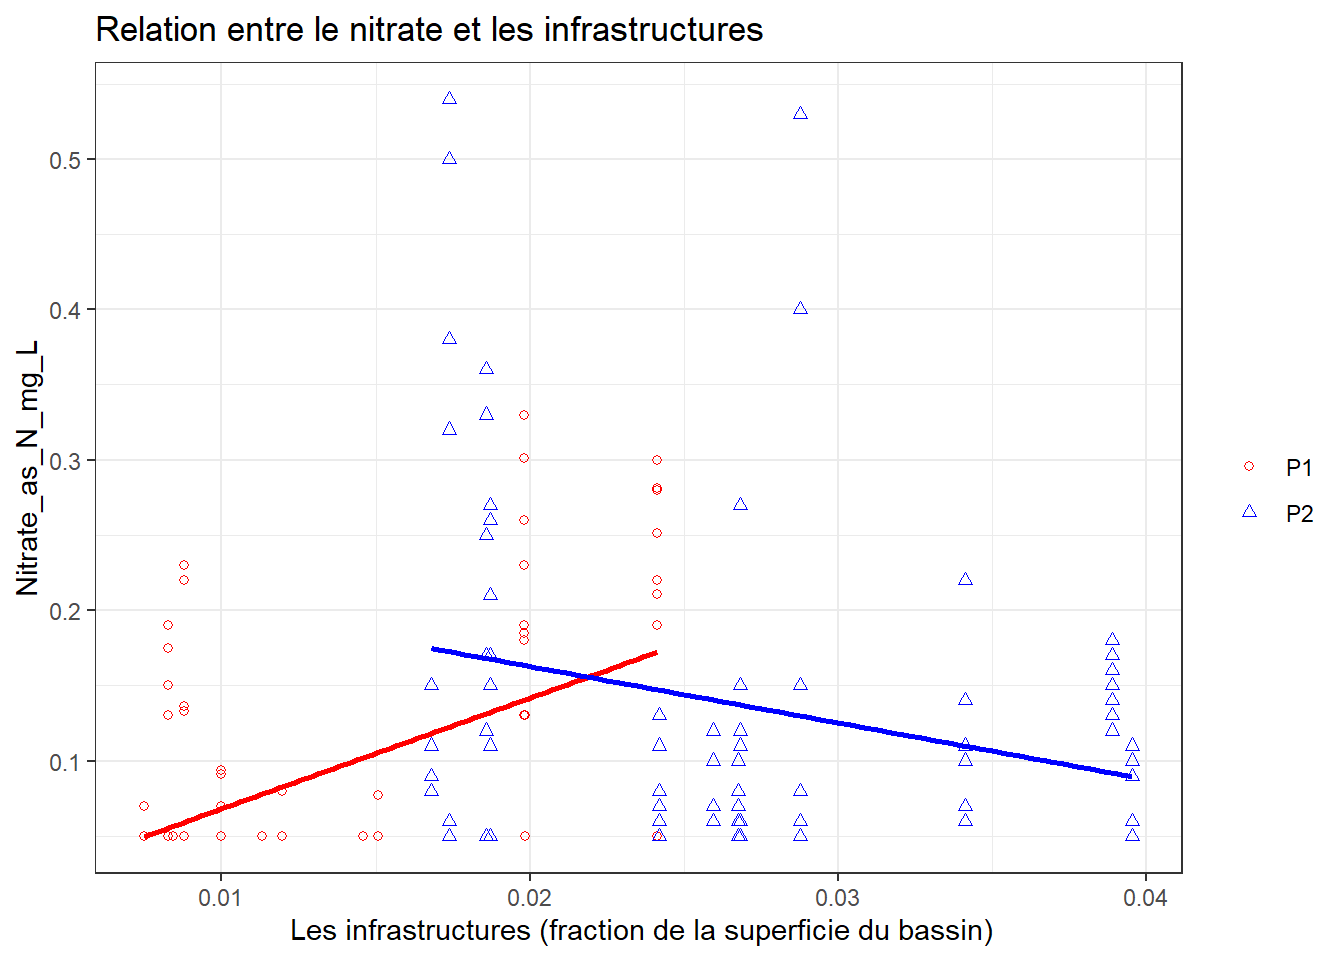 Relation entre le nitrate et les infrastructures
Nitrate_as_N_mg_L
0.5
0.4
0.3
0.2
0.1
0.01 0.02 0.03 0.04
Les infrastructures (fraction de la superficie du bassin)
P1
P2